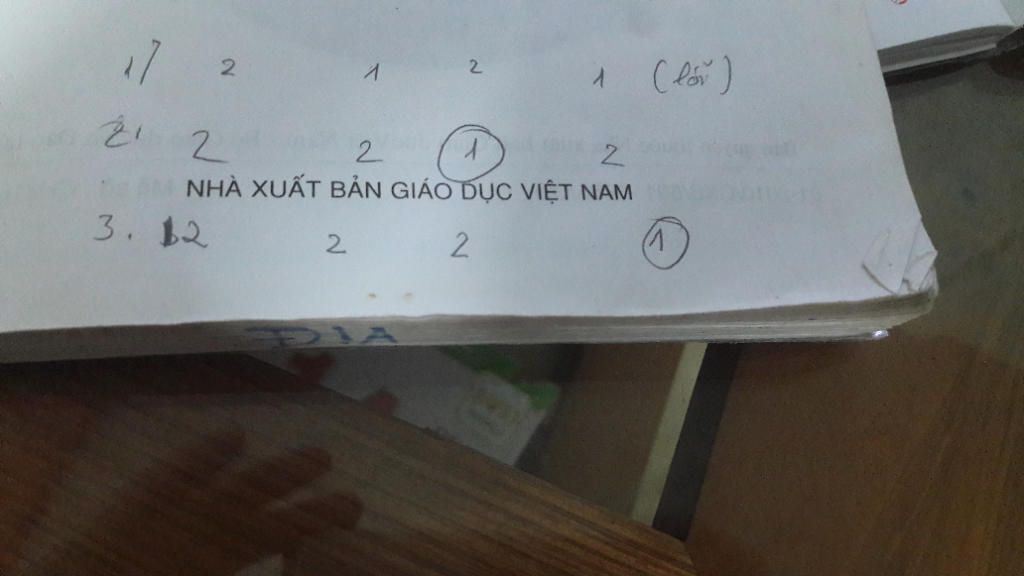 1/ 2 1 2 1 (lỗi)
2. 2 2 1 2
NHÀ XUẤT BẢN GIÁO DỤC VIỆT NAM
3. 2 2 2 1
ĐỊA